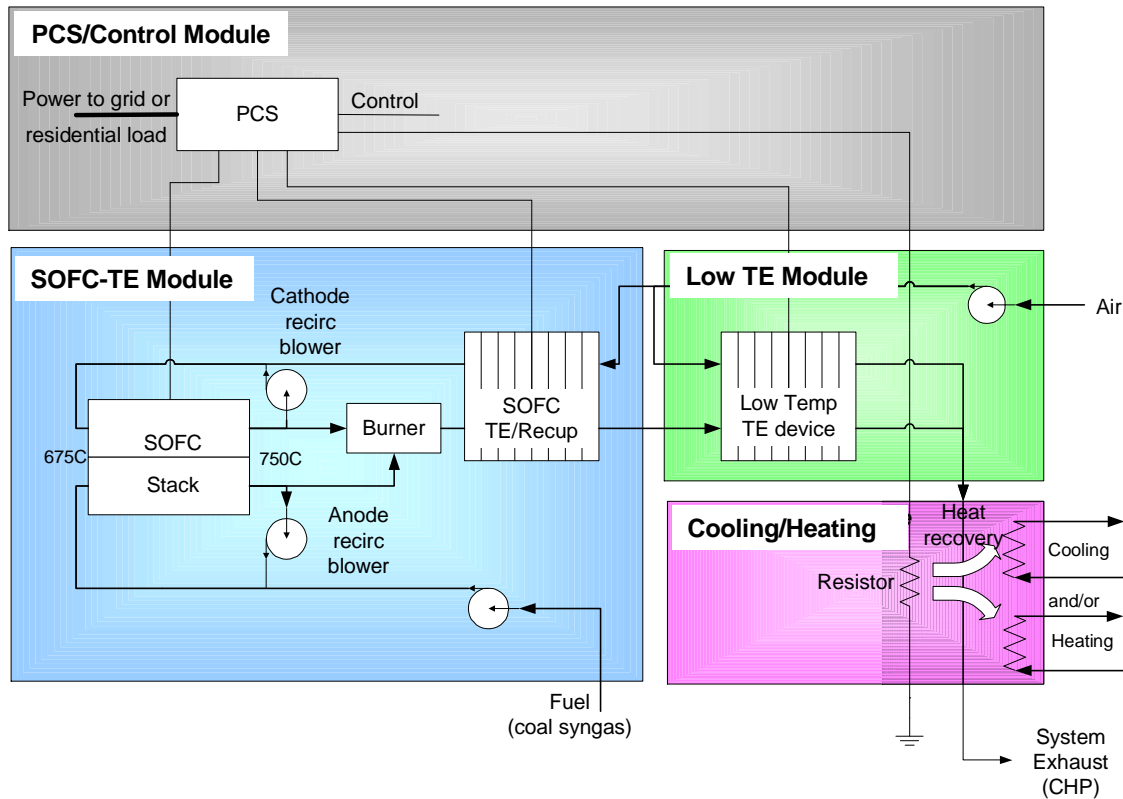 PCS/Control Module
Power to grid or
residential load
PCS
Control
SOFC-TE Module
Cathode
recirc
blower
SOFC
Stack
675C
750C
Burner
SOFC
TE/Recup
Anode
recirc
blower
Fuel
(coal syngas)
Low TE Module
Air
Low Temp
TE device
Cooling/Heating
Heat
recovery
Resistor
Cooling
and/or
Heating
System
Exhaust
(CHP)